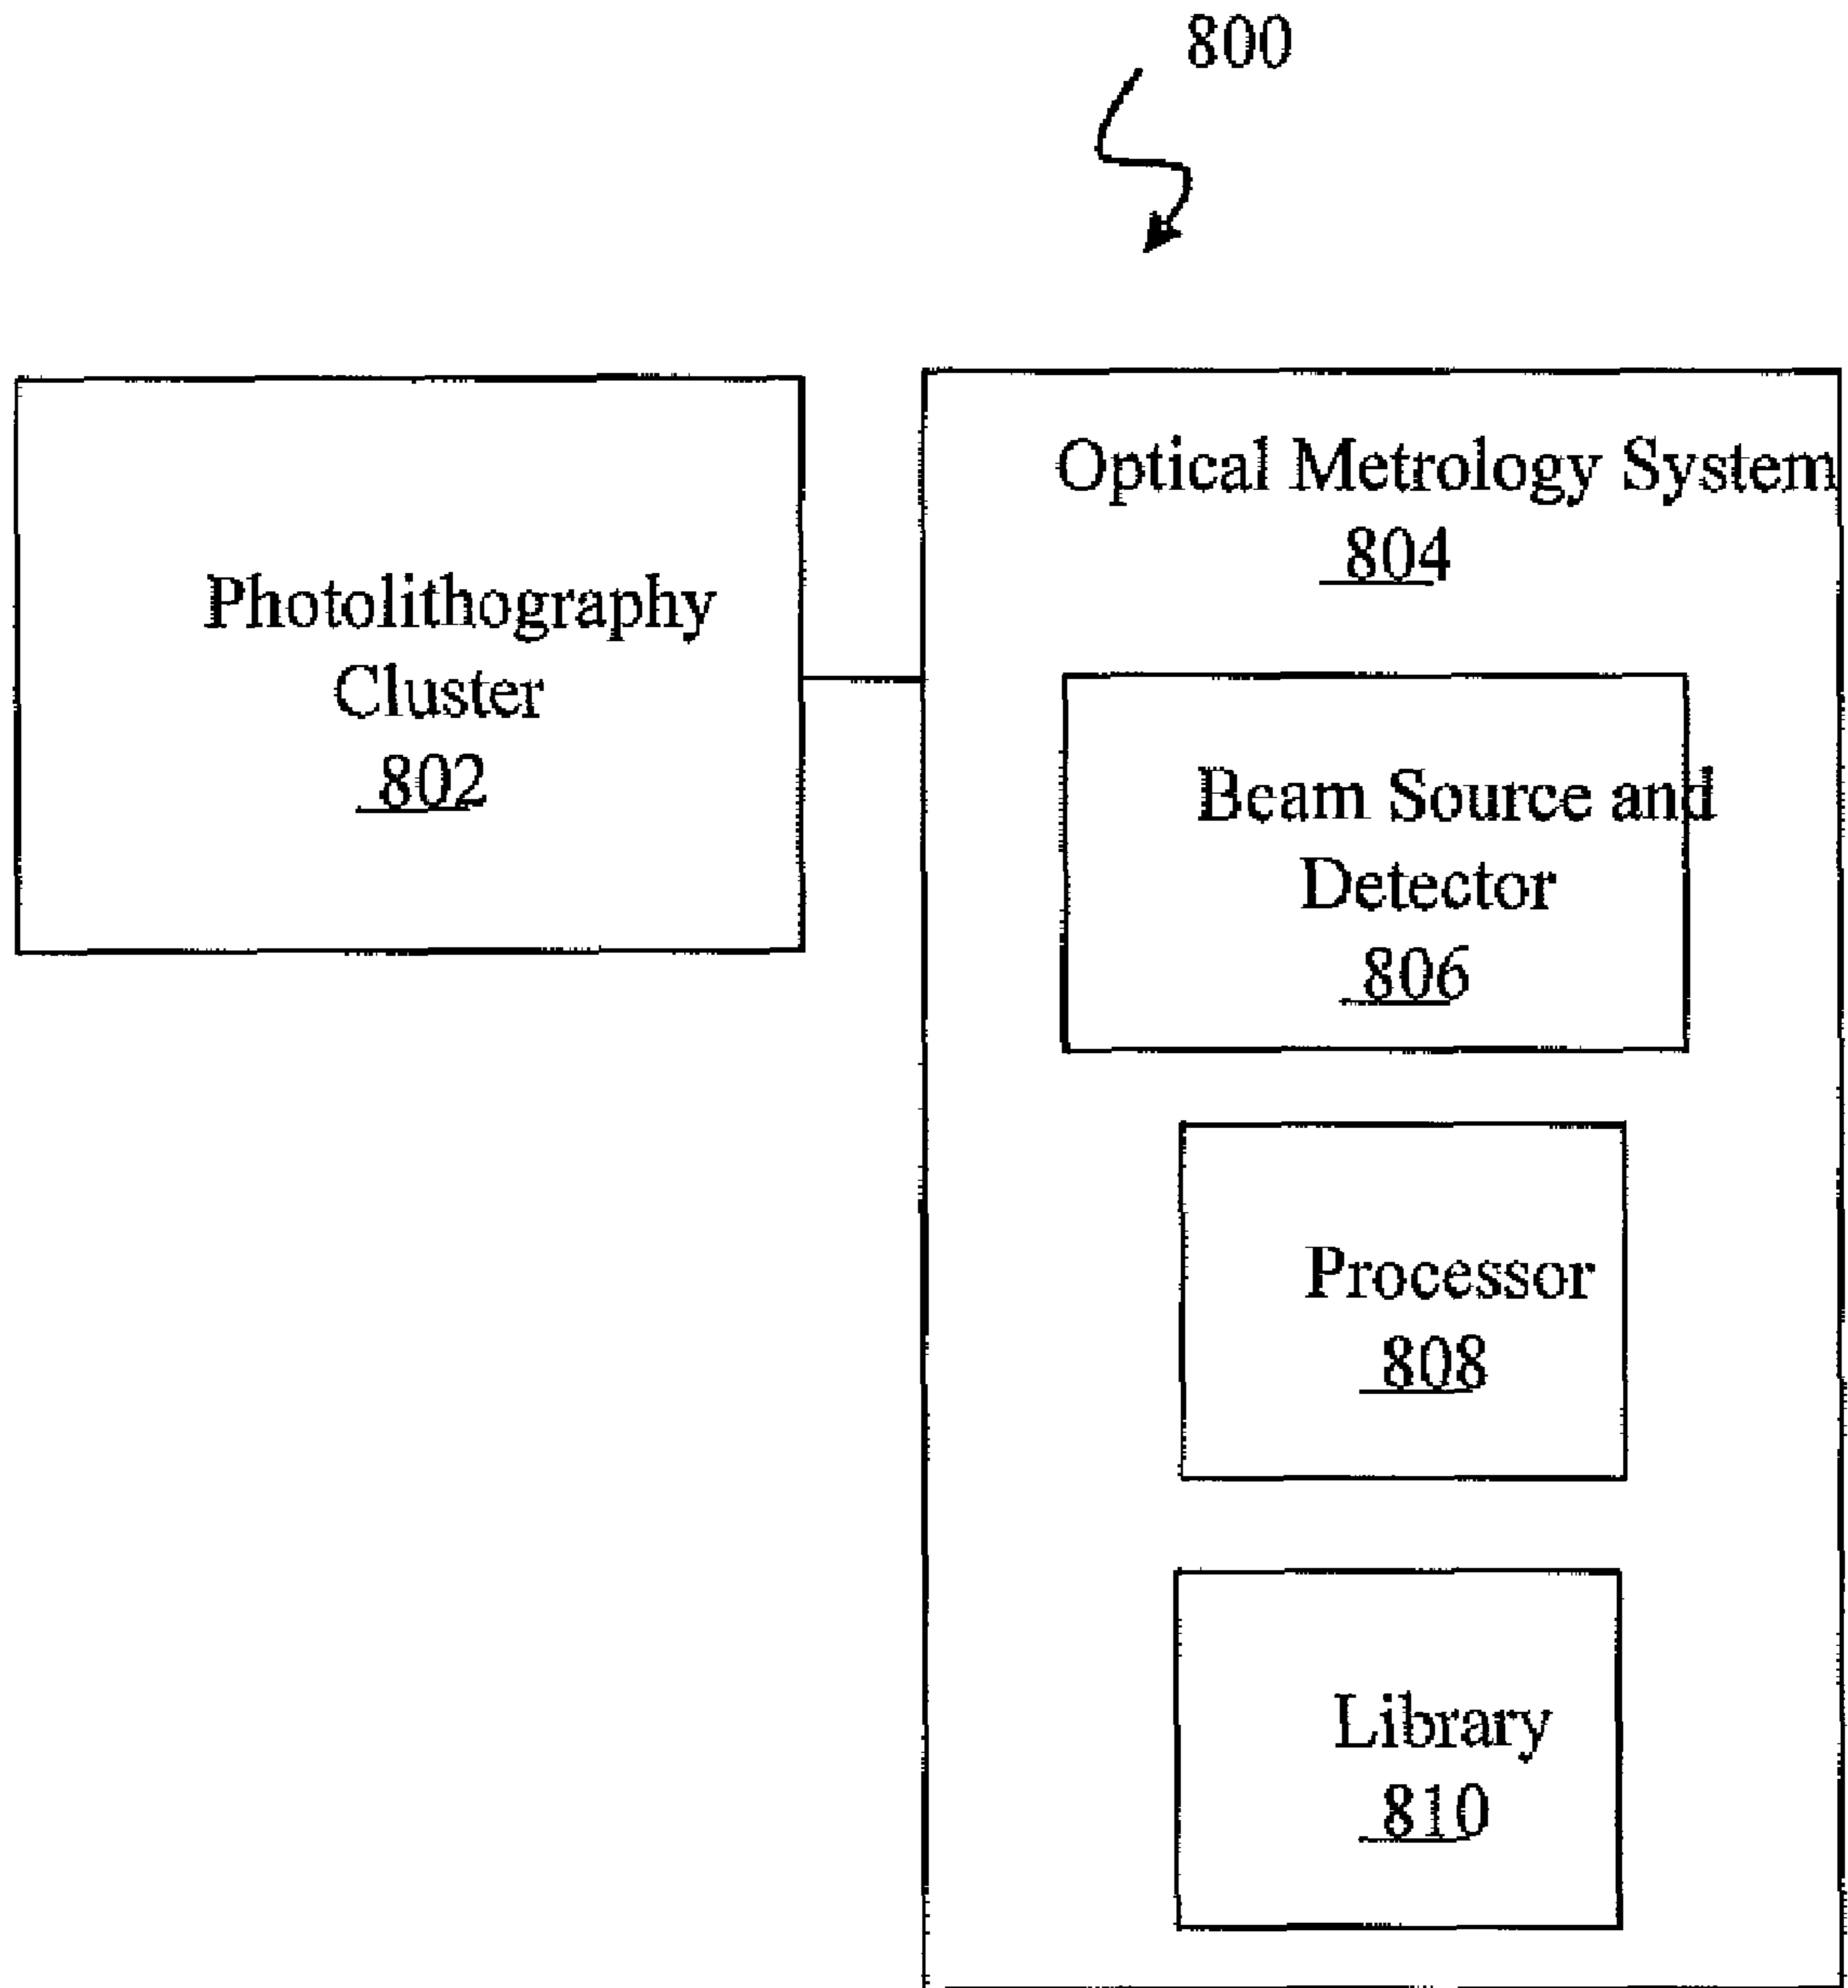 800
Photolithography
Cluster
802
Optical Metrology System
804
Beam Source and
Detector
806
Processor
808
Library
810